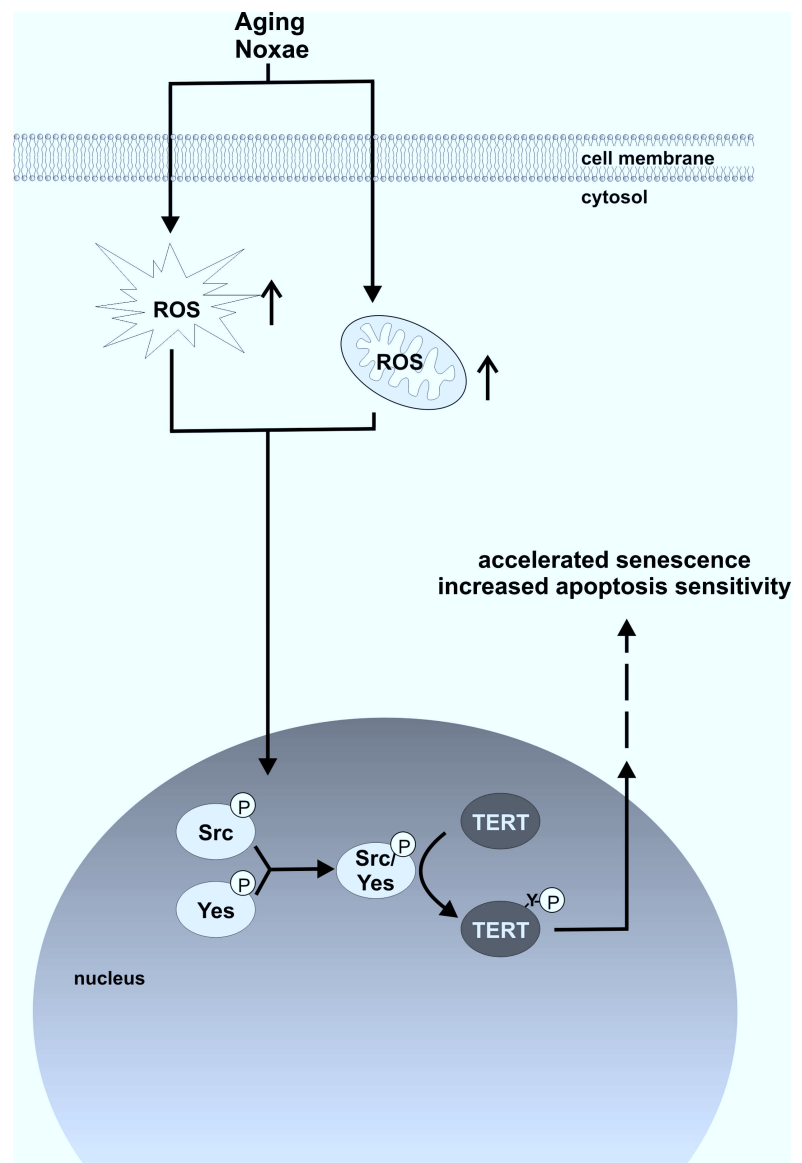 Aging
Noxae
cell membrane
cytosol
ROS
ROS
accelerated senescence
increased apoptosis sensitivity
P
Src
P
Yes
P
Src/
Yes
TERT
Y-P
TERT
nucleus